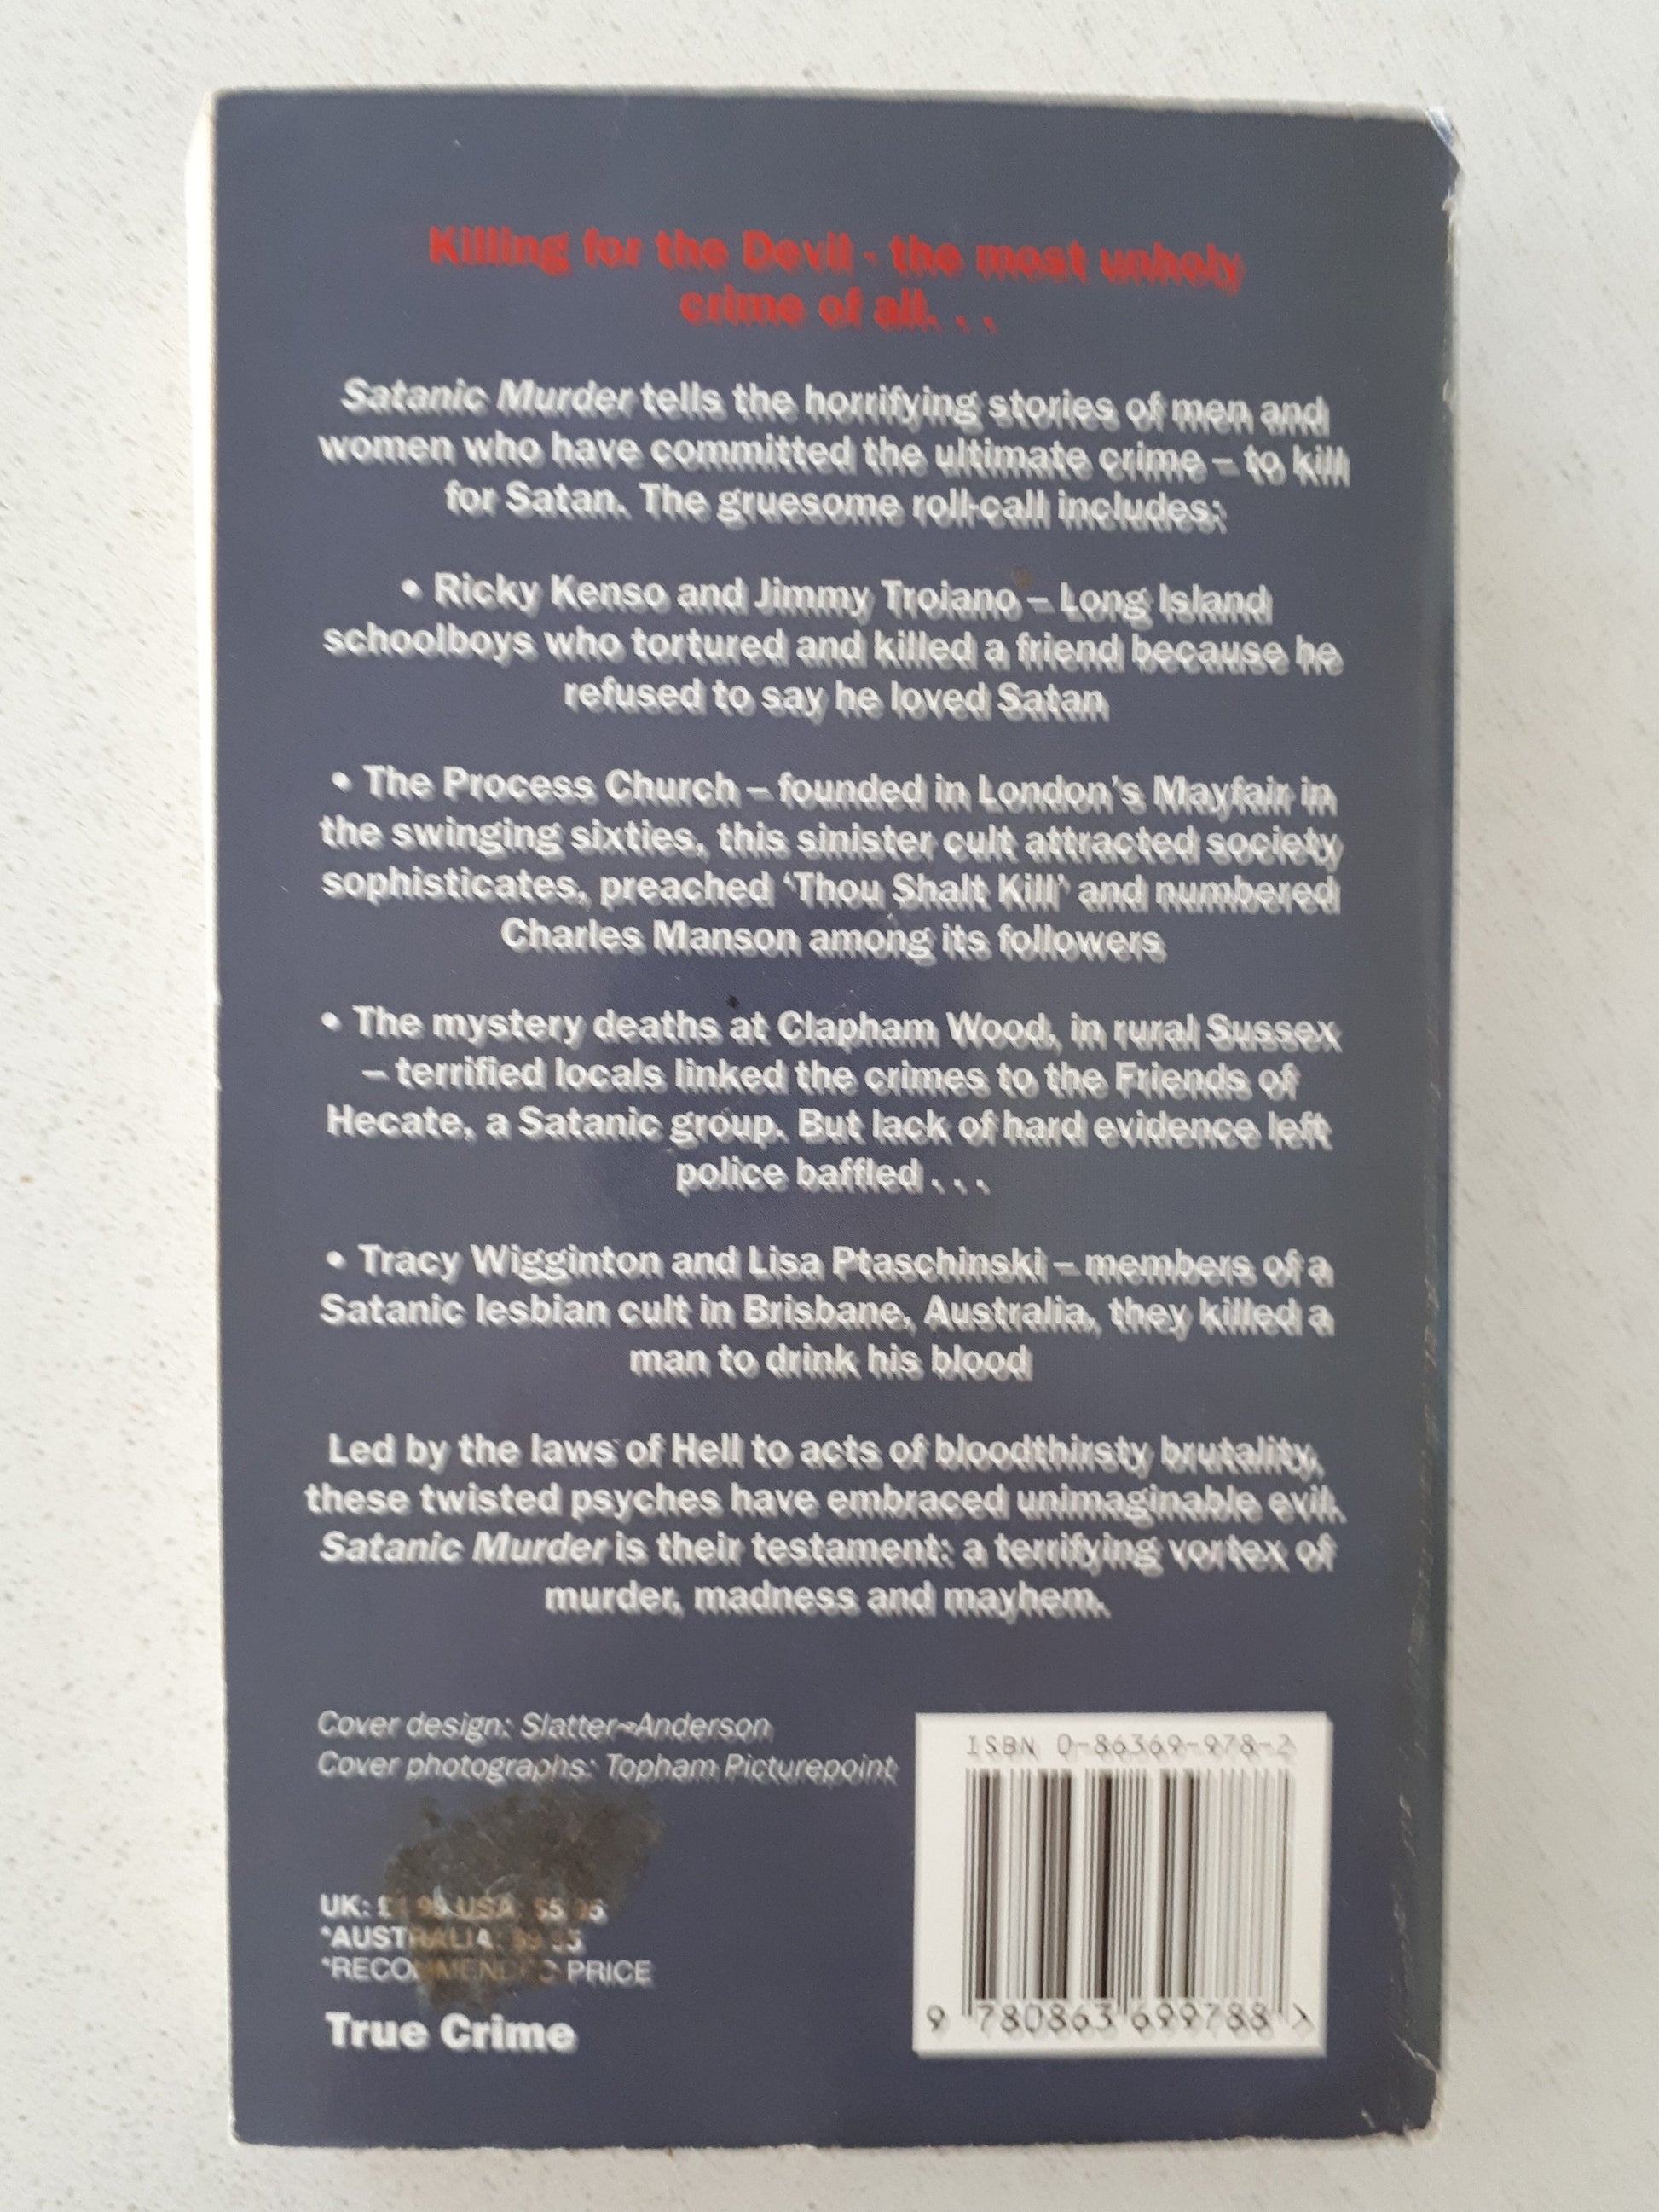 Killing for the Devil - the most unholy
crime of all. . .
Satanic Murder tells the horrifying stories of men and
women who have committed the ultimate crime – to kill
for Satan. The gruesome roll-call includes:
• Ricky Kenso and Jimmy Troiano – Long Island
schoolboys who tortured and killed a friend because he
refused to say he loved Satan
• The Process Church – founded in London's Mayfair in
the swinging sixties, this sinister cult attracted society
sophisticates, preached 'Thou Shalt Kill' and numbered
Charles Manson among its followers
• The mystery deaths at Clapham Wood, in rural Sussex
– terrified locals linked the crimes to the Friends of
Hecate, a Satanic group. But lack of hard evidence left
police baffled . . .
• Tracy Wigginton and Lisa Ptaschinski – members of a
Satanic lesbian cult in Brisbane, Australia, they killed a
man to drink his blood
Led by the laws of Hell to acts of bloodthirsty brutality,
these twisted psyches have embraced unimaginable evil.
Satanic Murder is their testament: a terrifying vortex of
murder, madness and mayhem.
Cover design: Slatter~Anderson
Cover photographs: Topham Picturepoint
ISBN 0-86369-978-2
UK: USA:
*AUSTRALIA:
*RECOMMENDED PRICE
True Crime
9 780863 699788 >